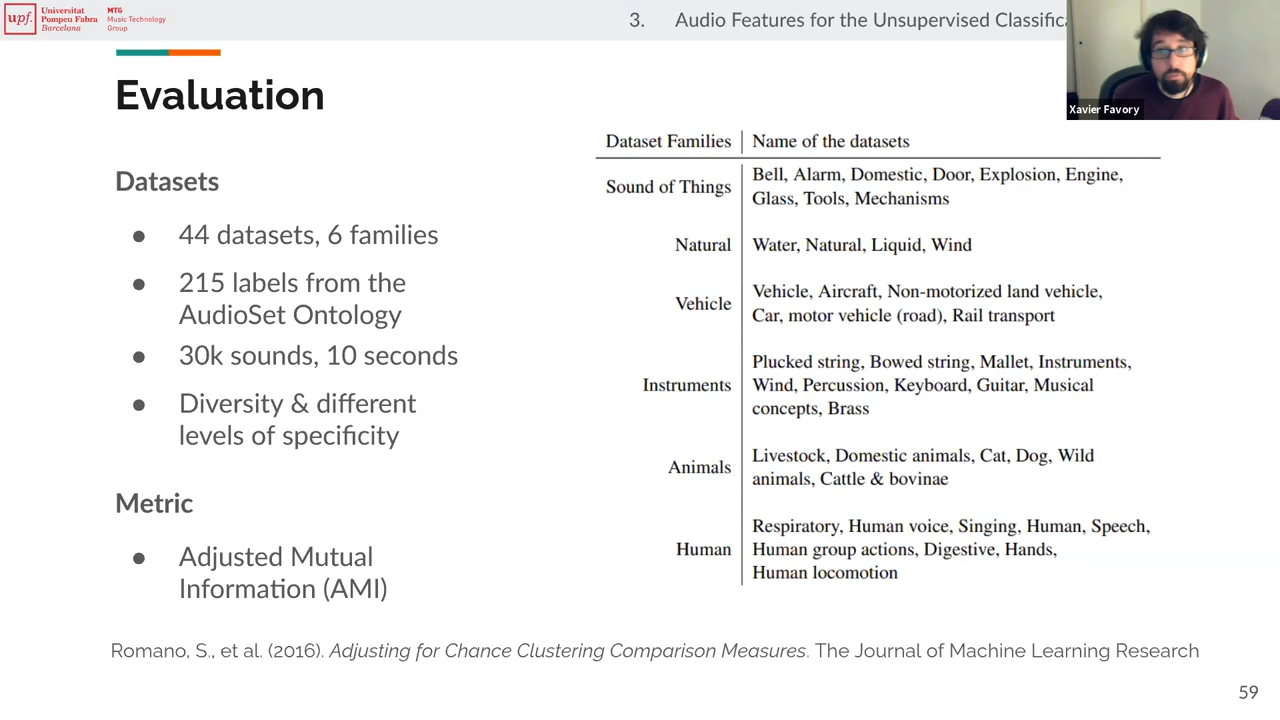 upf.
Universitat
Pompeu Fabra
Barcelona
MTG
Music Technology
Group
3. Audio Features for the Unsupervised Classifica
Xavier Favory
Evaluation
Datasets
● 44 datasets, 6 families
● 215 labels from the
AudioSet Ontology
● 30k sounds, 10 seconds
● Diversity & different
levels of specificity
Metric
● Adjusted Mutual
Information (AMI)
Dataset Families Name of the datasets
Sound of Things Bell, Alarm, Domestic, Door, Explosion, Engine,
Glass, Tools, Mechanisms
Natural Water, Natural, Liquid, Wind
Vehicle Vehicle, Aircraft, Non-motorized land vehicle,
Car, motor vehicle (road), Rail transport
Instruments Plucked string, Bowed string, Mallet, Instruments,
Wind, Percussion, Keyboard, Guitar, Musical
concepts, Brass
Animals Livestock, Domestic animals, Cat, Dog, Wild
animals, Cattle & bovinae
Human Respiratory, Human voice, Singing, Human, Speech,
Human group actions, Digestive, Hands,
Human locomotion
Romano, S., et al. (2016). Adjusting for Chance Clustering Comparison Measures. The Journal of Machine Learning Research
59